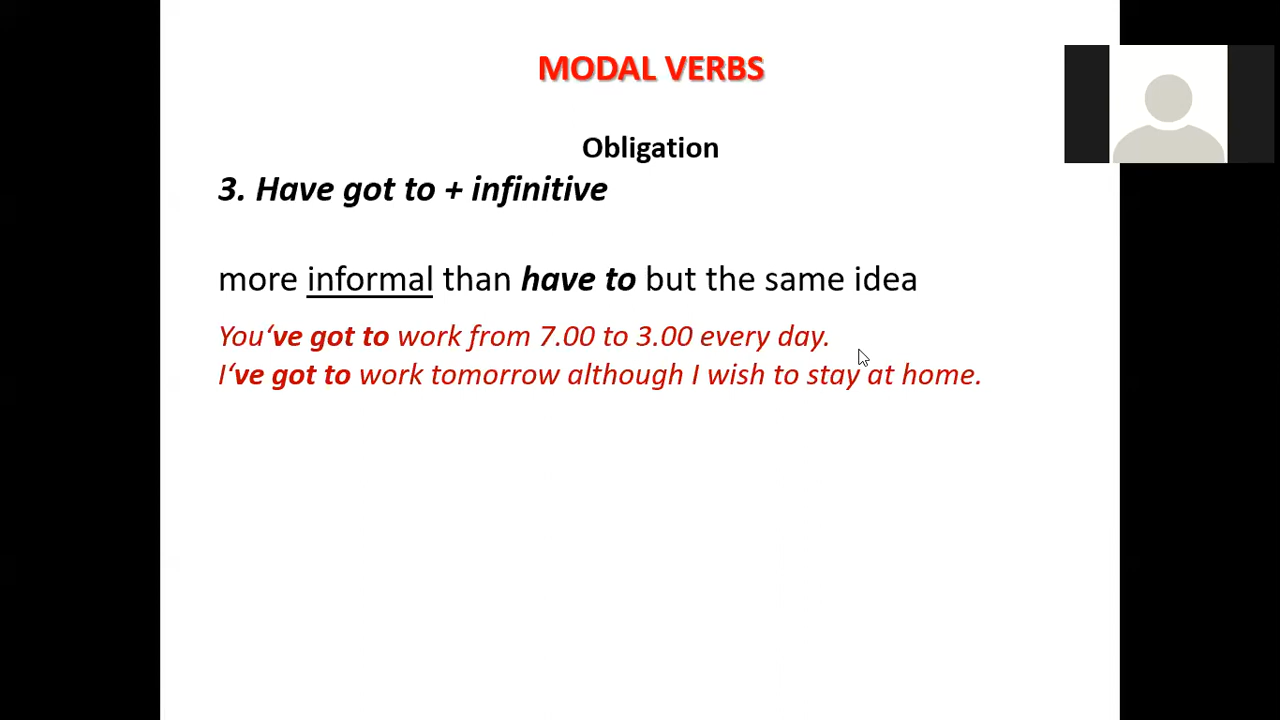 MODAL VERBS
Obligation
3. Have got to + infinitive
more informal than have to but the same idea
You‘ve got to work from 7.00 to 3.00 every day.
I‘ve got to work tomorrow although I wish to stay at home.